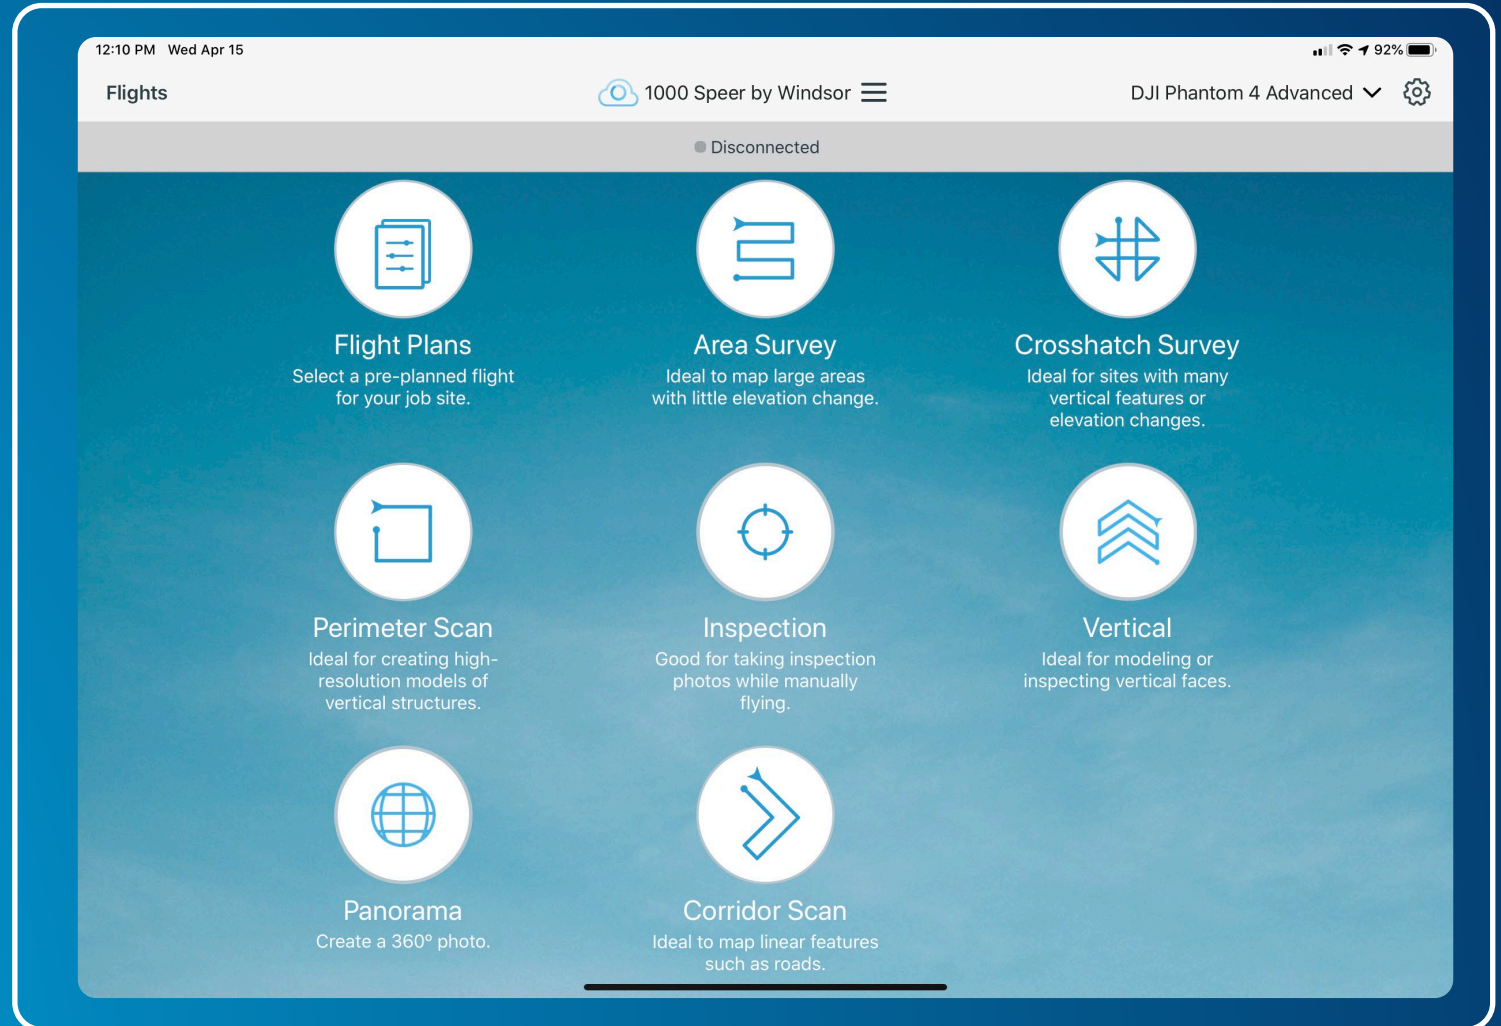 12:10 PM Wed Apr 15
92%
Flights
1000 Speer by Windsor
DJI Phantom 4 Advanced
Disconnected
Flight Plans
Select a pre-planned flight
for your job site.
Area Survey
Ideal to map large areas
with little elevation change.
Crosshatch Survey
Ideal for sites with many
vertical features or
elevation changes.
Perimeter Scan
Ideal for creating high-
resolution models of
vertical structures.
Inspection
Good for taking inspection
photos while manually
flying.
Vertical
Ideal for modeling or
inspecting vertical faces.
Panorama
Create a 360º photo.
Corridor Scan
Ideal to map linear features
such as roads.